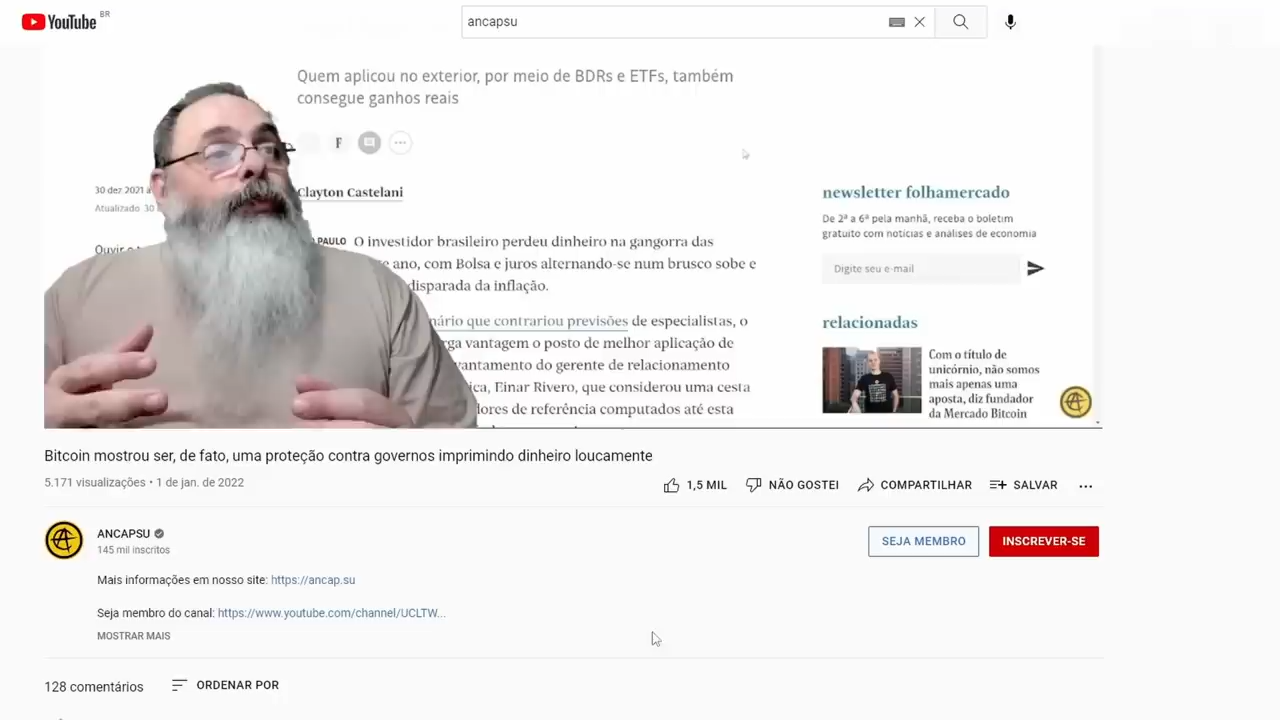 YouTube BR
ancapsu
Quem aplicou no exterior, por meio de BDRs e ETFs, também
consegue ganhos reais
F
30 dez.2021 à
Clayton Castelani
newsletter folhamercado
Atualizado 30
De 2ª a 6ª pela manhã, receba o boletim
gratuito com notícias e análises de economia
Ouvir o
PAULO O investidor brasileiro perdeu dinheiro na gangorra das
e ano, com Bolsa e juros alternando-se num brusco sobe e
disparada da inflação.
Digite seu e-mail
nário que contrariou previsões de especialistas, o
rga vantagem o posto de melhor aplicação de
vantamento do gerente de relacionamento
ica, Einar Rivero, que considerou uma cesta
dores de referência computados até esta
relacionadas
Com o título de
unicórnio, não somos
mais apenas uma
aposta, diz fundador
da Mercado Bitcoin
Bitcoin mostrou ser, de fato, uma proteção contra governos imprimindo dinheiro loucamente
5.171 visualizações • 1 de jan. de 2022
1,5 MIL NÃO GOSTEI COMPARTILHAR SALVAR
ANCAPSU
145 mil inscritos
SEJA MEMBRO INSCREVER-SE
Mais informações em nosso site: https://ancap.su
Seja membro do canal: https://www.youtube.com/channel/UCLTW...
MOSTRAR MAIS
128 comentários ORDENAR POR